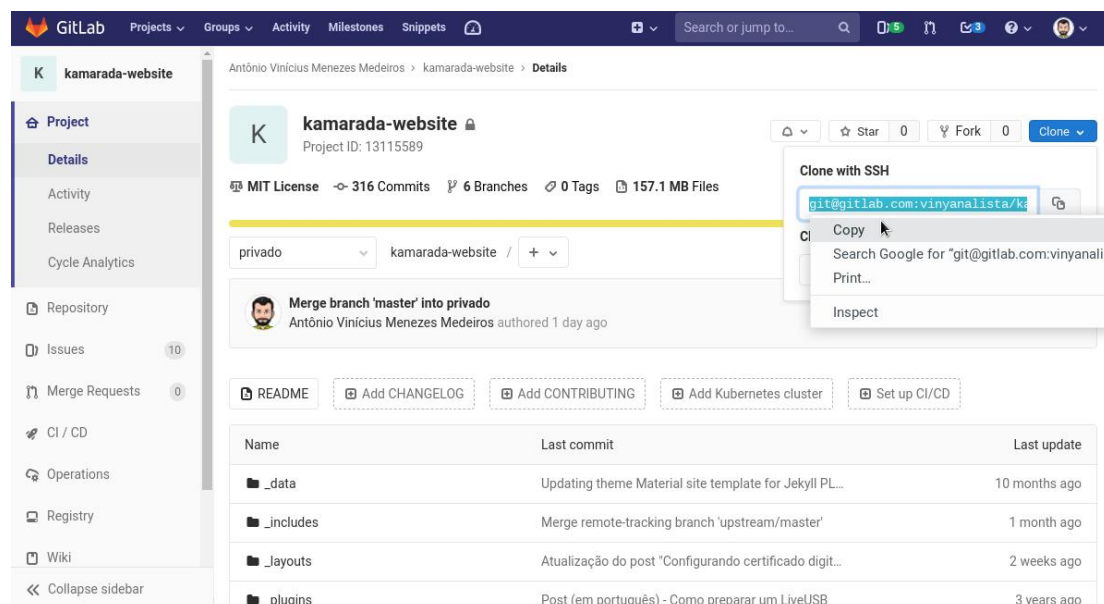 GitLab Projects Groups Activity Milestones Snippets Search or jump to... 5 3
K kamarada-website
Project
Details
Activity
Releases
Cycle Analytics
Repository
Issues 10
Merge Requests 0
CI / CD
Operations
Registry
Wiki
Collapse sidebar
Antônio Vinícius Menezes Medeiros › kamarada-website › Details
K kamarada-website
Project ID: 13115589
Star 0 Fork 0 Clone
MIT License 316 Commits 6 Branches 0 Tags 157.1 MB Files
Clone with SSH
git@gitlab.com:vinyanalista/ka
Cl
Copy
Search Google for "git@gitlab.com:vinyanali
Print...
Inspect
privado kamarada-website / +
Merge branch 'master' into privado
Antônio Vinícius Menezes Medeiros authored 1 day ago
README Add CHANGELOG Add CONTRIBUTING Add Kubernetes cluster Set up CI/CD
Name Last commit Last update
_data Updating theme Material site template for Jekyll PL... 10 months ago
_includes Merge remote-tracking branch 'upstream/master' 1 month ago
_layouts Atualização do post "Configurando certificado digit... 2 weeks ago
_plugins Post (em português) - Como preparar um LiveUSB 3 years ago